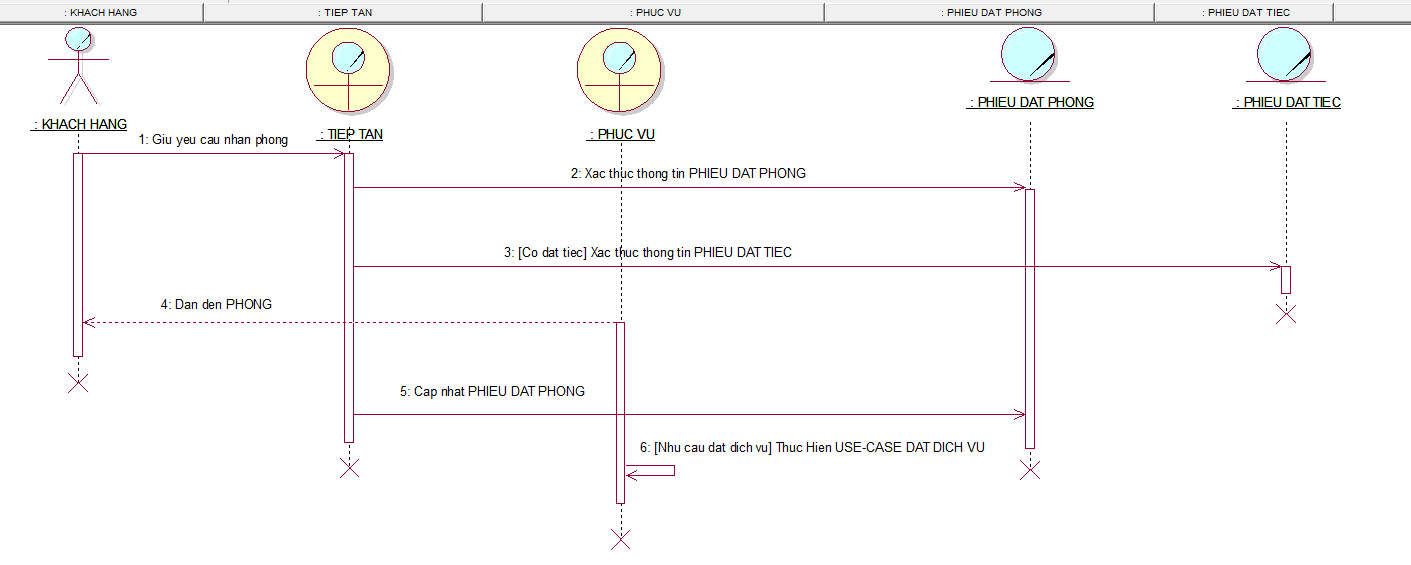 : KHACH HANG
: TIEP TAN
: PHUC VU
: PHIEU DAT PHONG
: PHIEU DAT TIEC
: KHACH HANG
: TIEP TAN
: PHUC VU
: PHIEU DAT PHONG
: PHIEU DAT TIEC
1: Giu yeu cau nhan phong
2: Xac thuc thong tin PHIEU DAT PHONG
3: [Co dat tiec] Xac thuc thong tin PHIEU DAT TIEC
4: Dan den PHONG
5: Cap nhat PHIEU DAT PHONG
6: [Nhu cau dat dich vu] Thuc Hien USE-CASE DAT DICH VU